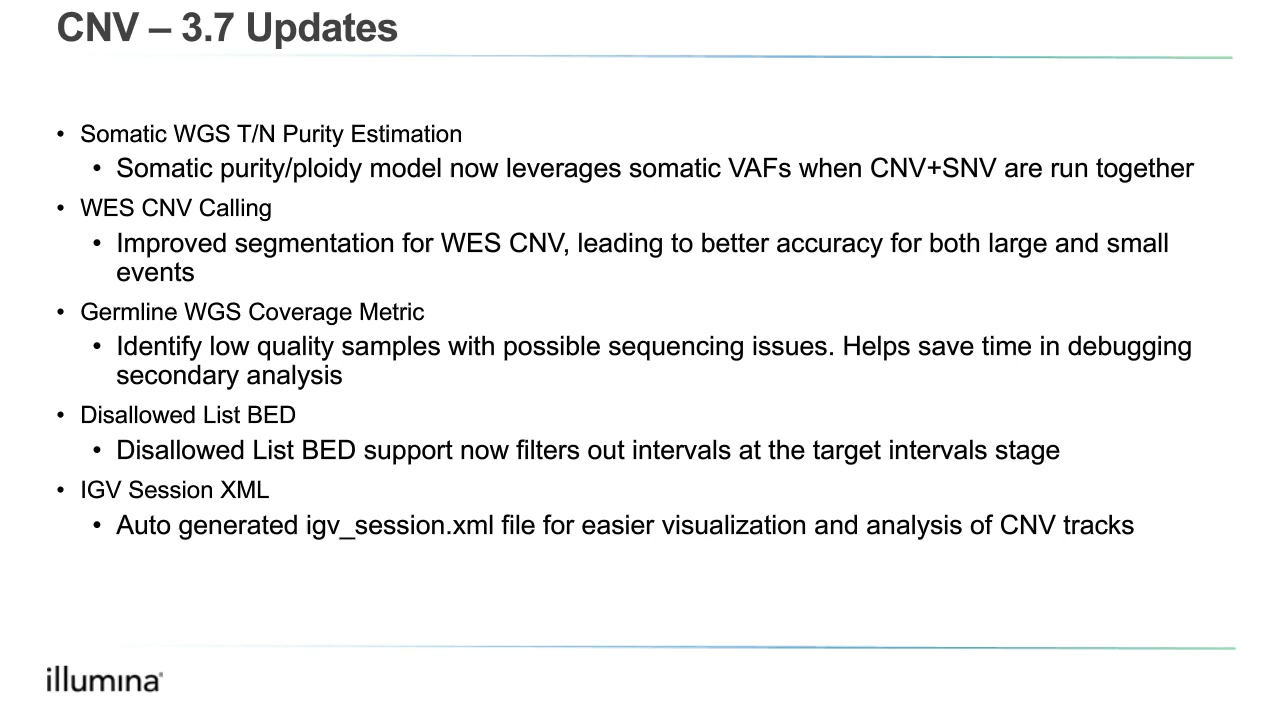 CNV – 3.7 Updates
• Somatic WGS T/N Purity Estimation
• Somatic purity/ploidy model now leverages somatic VAFs when CNV+SNV are run together
• WES CNV Calling
• Improved segmentation for WES CNV, leading to better accuracy for both large and small
events
• Germline WGS Coverage Metric
• Identify low quality samples with possible sequencing issues. Helps save time in debugging
secondary analysis
• Disallowed List BED
• Disallowed List BED support now filters out intervals at the target intervals stage
• IGV Session XML
• Auto generated igv_session.xml file for easier visualization and analysis of CNV tracks
illumina®